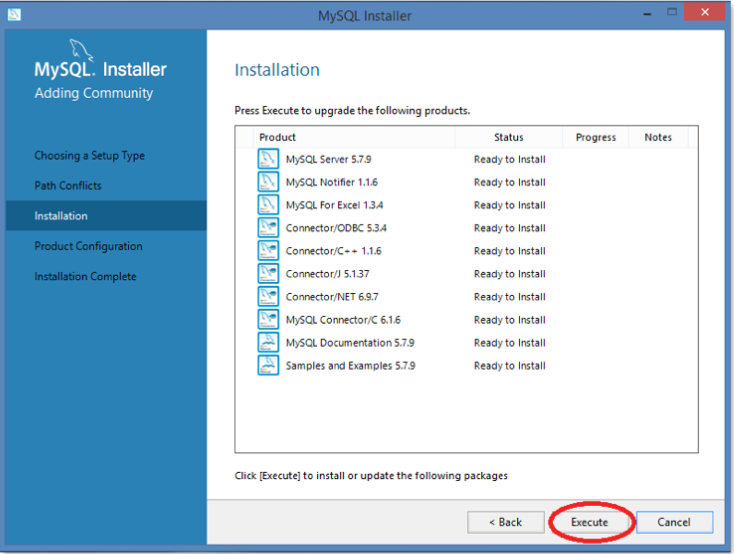 MySQL Installer
MySQL. Installer
Adding Community
Choosing a Setup Type
Path Conflicts
Installation
Product Configuration
Installation Complete
Installation
Press Execute to upgrade the following products.
Product Status Progress Notes
MySQL Server 5.7.9 Ready to Install
MySQL Notifier 1.1.6 Ready to Install
MySQL For Excel 1.3.4 Ready to Install
Connector/ODBC 5.3.4 Ready to Install
Connector/C++ 1.1.6 Ready to Install
Connector/J 5.1.37 Ready to Install
Connector/NET 6.9.7 Ready to Install
MySQL Connector/C 6.1.6 Ready to Install
MySQL Documentation 5.7.9 Ready to Install
Samples and Examples 5.7.9 Ready to Install
Click [Execute] to install or update the following packages
< Back Execute Cancel